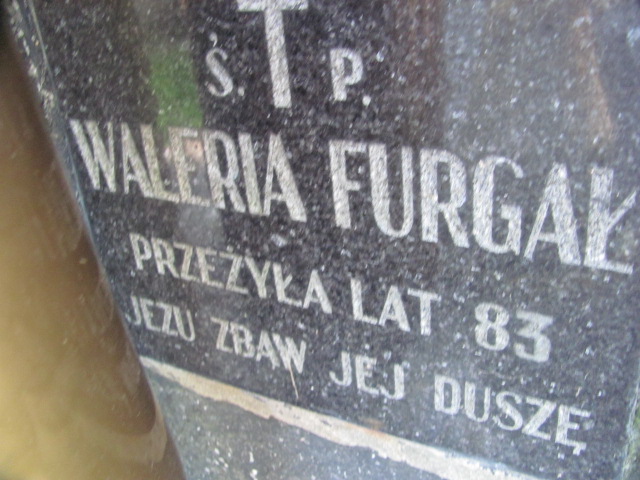 Ś. P.
WALERIA FURGAŁ
PRZEŻYŁA LAT 83
JEZU ZBAW JEJ DUSZĘ